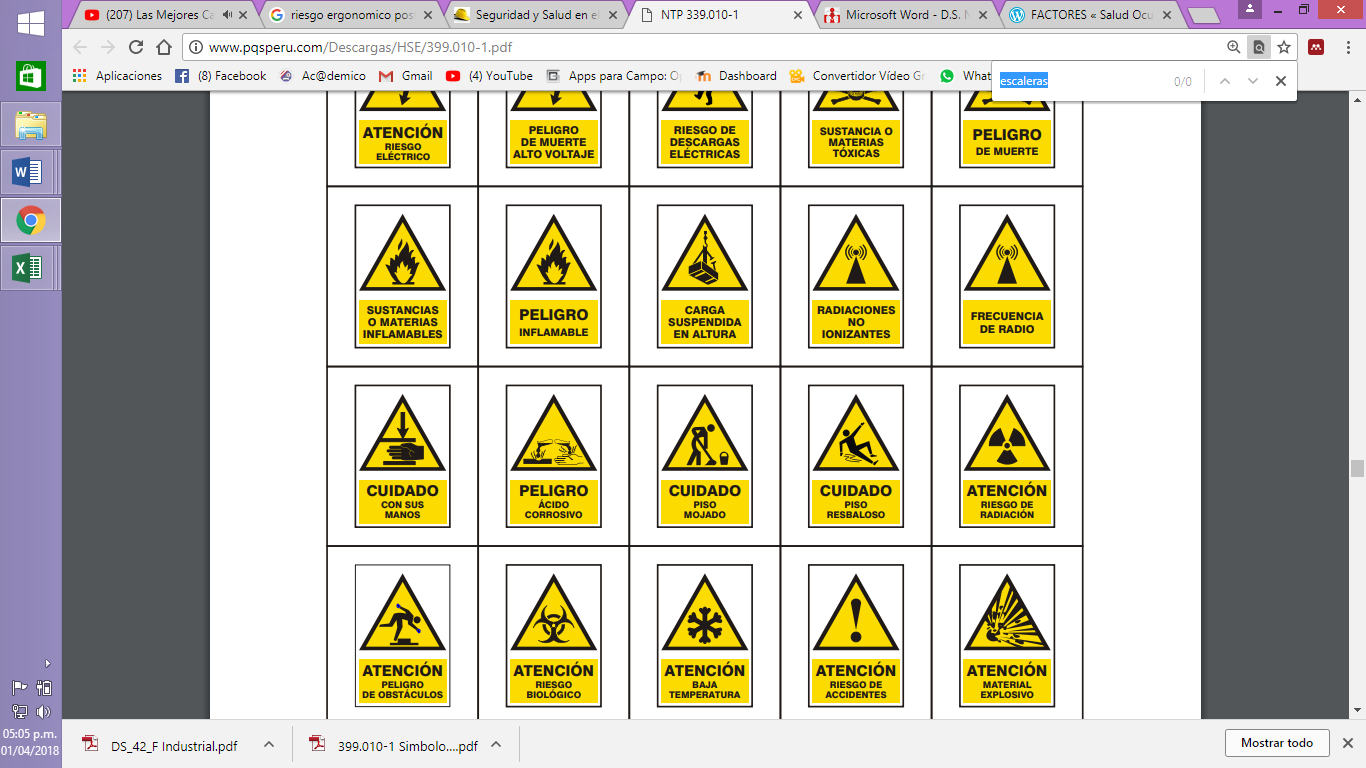 (207) Las Mejores Ca
riesgo ergonomico pos
Seguridad y Salud en el
NTP 339.010-1
Microsoft Word - D.S. N
FACTORES « Salud Ocu
www.pqsperu.com/Descargas/HSE/399.010-1.pdf
Aplicaciones
(8) Facebook
Ac@demico
Gmail
(4) YouTube
Apps para Campo: O
Dashboard
Convertidor Vídeo Gr
What
escaleras
0/0
ATENCIÓN
RIESGO
ELÉCTRICO
PELIGRO
DE MUERTE
ALTO VOLTAJE
RIESGO DE
DESCARGAS
ELÉCTRICAS
SUSTANCIA O
MATERIAS
TÓXICAS
PELIGRO
DE MUERTE
SUSTANCIAS
O MATERIAS
INFLAMABLES
PELIGRO
INFLAMABLE
CARGA
SUSPENDIDA
EN ALTURA
RADIACIONES
NO
IONIZANTES
FRECUENCIA
DE RADIO
CUIDADO
CON SUS
MANOS
PELIGRO
ÁCIDO
CORROSIVO
CUIDADO
PISO
MOJADO
CUIDADO
PISO
RESBALOSO
ATENCIÓN
RIESGO DE
RADIACIÓN
ATENCIÓN
PELIGRO
DE OBSTÁCULOS
ATENCIÓN
RIESGO
BIOLÓGICO
ATENCIÓN
BAJA
TEMPERATURA
ATENCIÓN
RIESGO DE
ACCIDENTES
ATENCIÓN
MATERIAL
EXPLOSIVO
05:05 p.m.
01/04/2018
DS_42_F Industrial.pdf
399.010-1 Simbolo....pdf
Mostrar todo